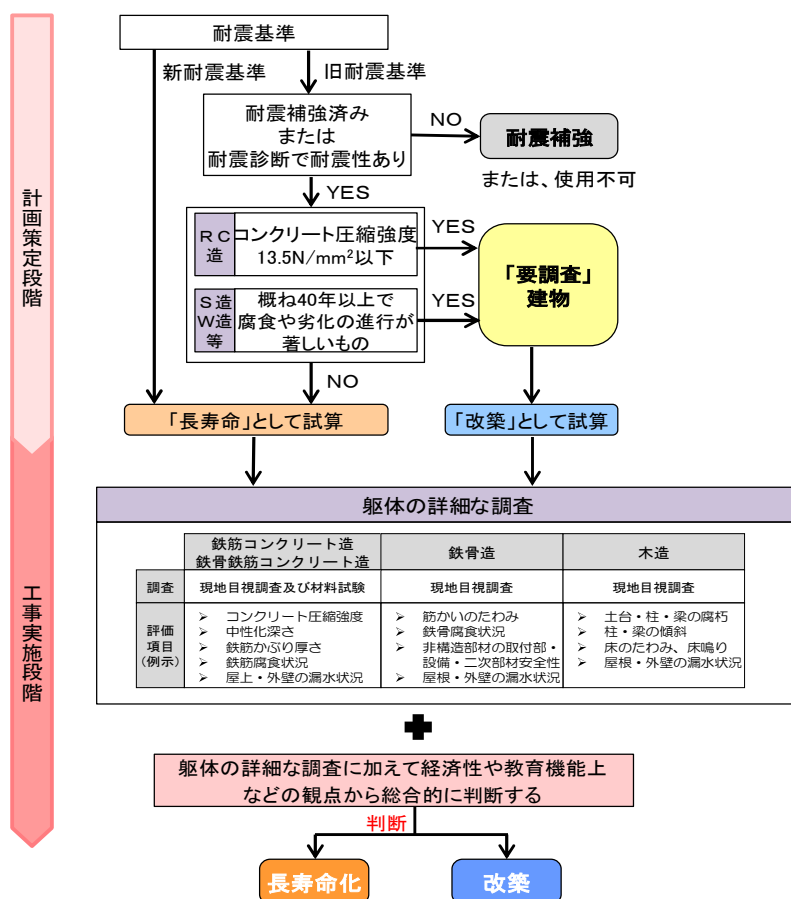 計画策定段階
工事実施段階
耐震基準
新耐震基準
旧耐震基準
耐震補強済み
または
耐震診断で耐震性あり
NO
耐震補強
または、使用不可
YES
RC
造
コンクリート圧縮強度
13.5N/mm²以下
YES
S造
W造
等
概ね40年以上で
腐食や劣化の進行が
著しいもの
YES
「要調査」
建物
NO
「長寿命」として試算
「改築」として試算
躯体の詳細な調査
鉄筋コンクリート造
鉄骨鉄筋コンクリート造
鉄骨造
木造
調査
現地目視調査及び材料試験
現地目視調査
現地目視調査
評価
項目
(例示)
➢ コンクリート圧縮強度
➢ 中性化深さ
➢ 鉄筋かぶり厚さ
➢ 鉄筋腐食状況
➢ 屋上・外壁の漏水状況
➢ 筋かいのたわみ
➢ 鉄骨腐食状況
➢ 非構造部材の取付部・
設備・二次部材安全性
➢ 屋根・外壁の漏水状況
➢ 土台・柱・梁の腐朽
➢ 柱・梁の傾斜
➢ 床のたわみ、床鳴り
➢ 屋根・外壁の漏水状況
躯体の詳細な調査に加えて経済性や教育機能上
などの観点から総合的に判断する
判断
長寿命化
改築